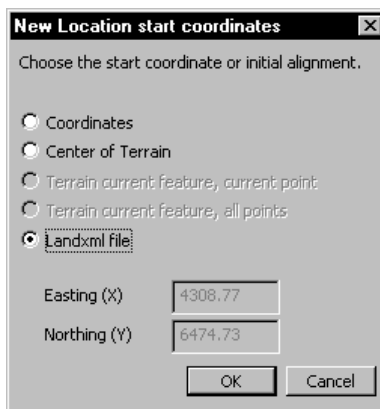 New Location start coordinates
Choose the start coordinate or initial alignment.
Coordinates
Center of Terrain
Terrain current feature, current point
Terrain current feature, all points
Landxml file
Easting (X) 4308.77
Northing (Y) 6474.73
OK Cancel